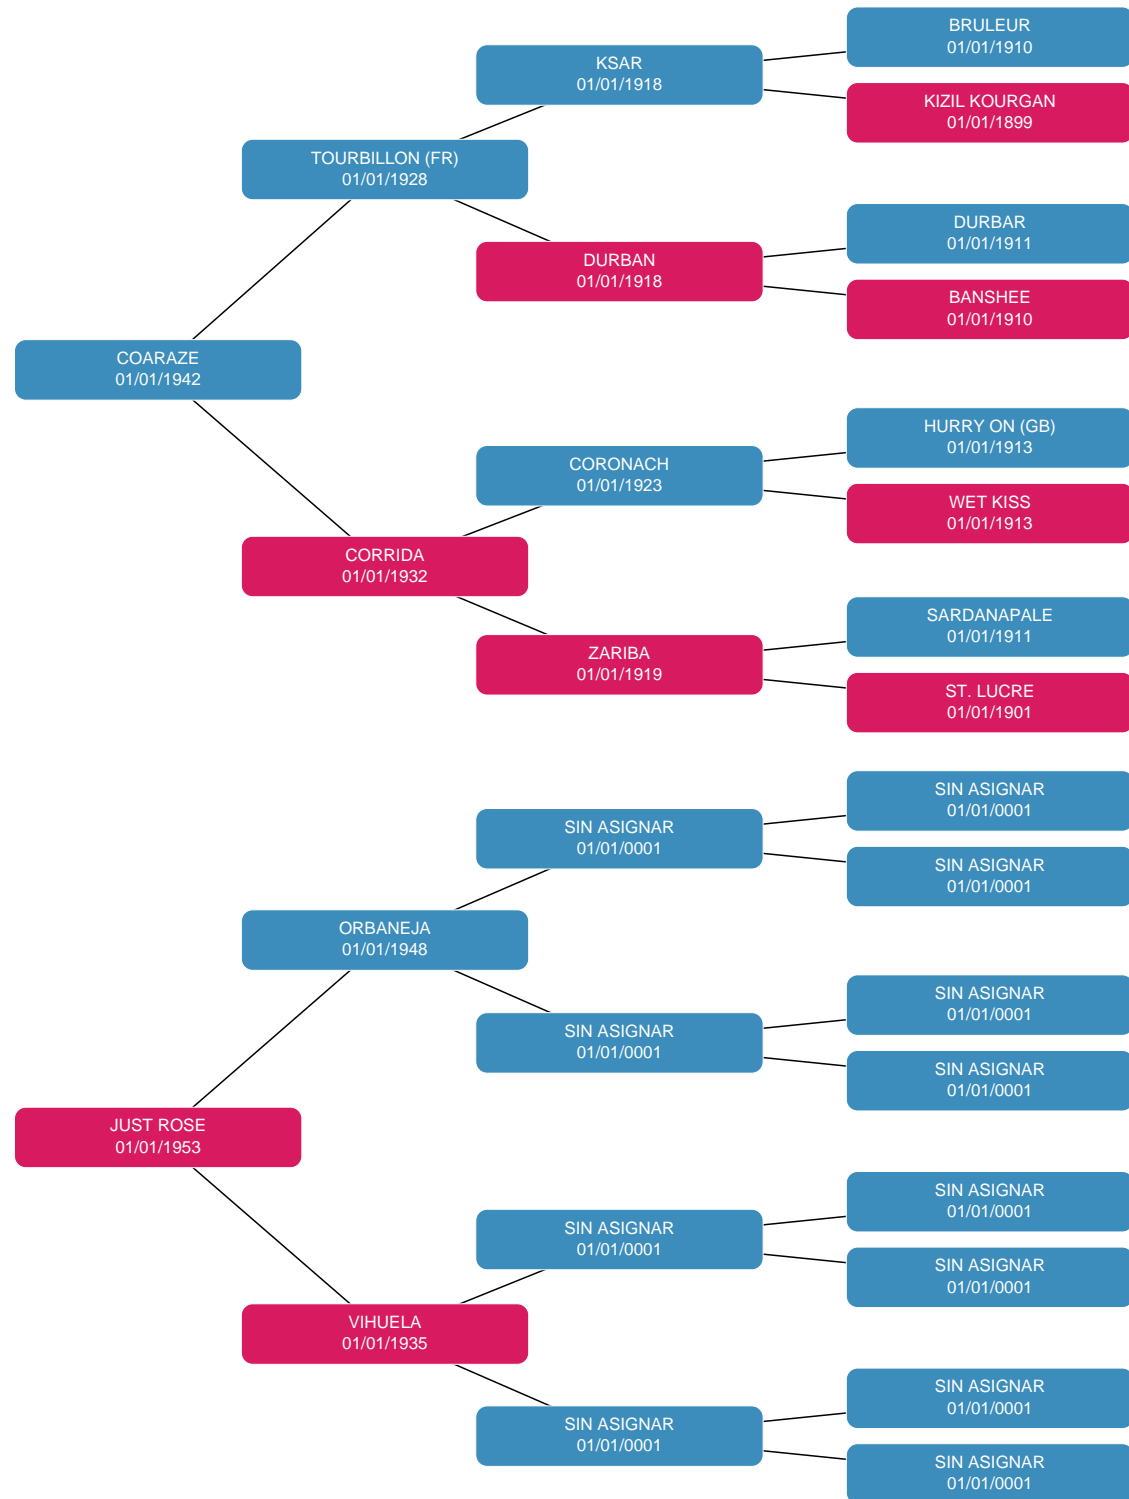 BRULEUR
01/01/1910
KSAR
01/01/1918
KIZIL KOURGAN
01/01/1899
TOURBILLON (FR)
01/01/1928
DURBAR
01/01/1911
DURBAN
01/01/1918
BANSHEE
01/01/1910
COARAZE
01/01/1942
HURRY ON (GB)
01/01/1913
CORONACH
01/01/1923
WET KISS
01/01/1913
CORRIDA
01/01/1932
SARDANAPALE
01/01/1911
ZARIBA
01/01/1919
ST. LUCRE
01/01/1901
SIN ASIGNAR
01/01/0001
SIN ASIGNAR
01/01/0001
SIN ASIGNAR
01/01/0001
ORBANEJA
01/01/1948
SIN ASIGNAR
01/01/0001
SIN ASIGNAR
01/01/0001
SIN ASIGNAR
01/01/0001
JUST ROSE
01/01/1953
SIN ASIGNAR
01/01/0001
SIN ASIGNAR
01/01/0001
SIN ASIGNAR
01/01/0001
VIHUELA
01/01/1935
SIN ASIGNAR
01/01/0001
SIN ASIGNAR
01/01/0001
SIN ASIGNAR
01/01/0001